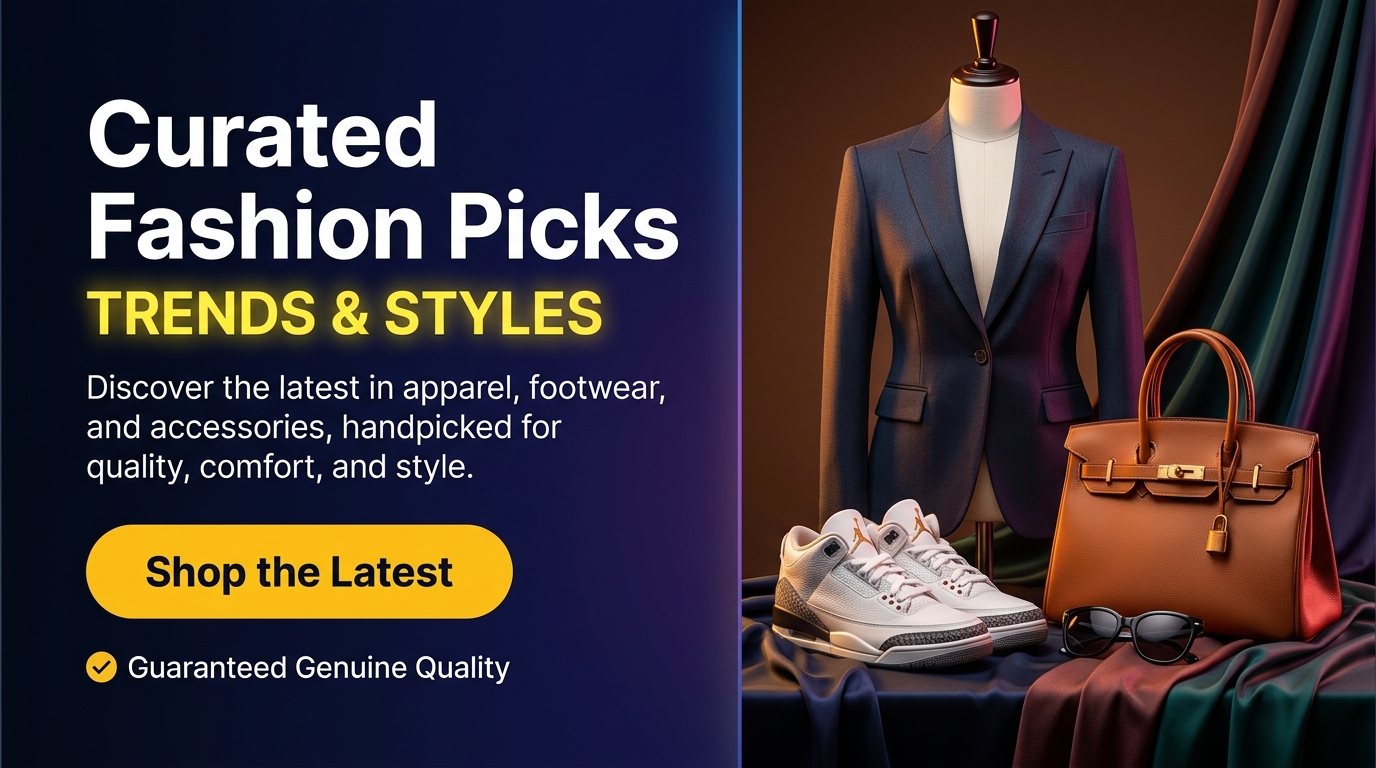 Curated
Fashion Picks
TRENDS & STYLES
Discover the latest in apparel, footwear,
and accessories, handpicked for
quality, comfort, and style.
Shop the Latest
Guaranteed Genuine Quality